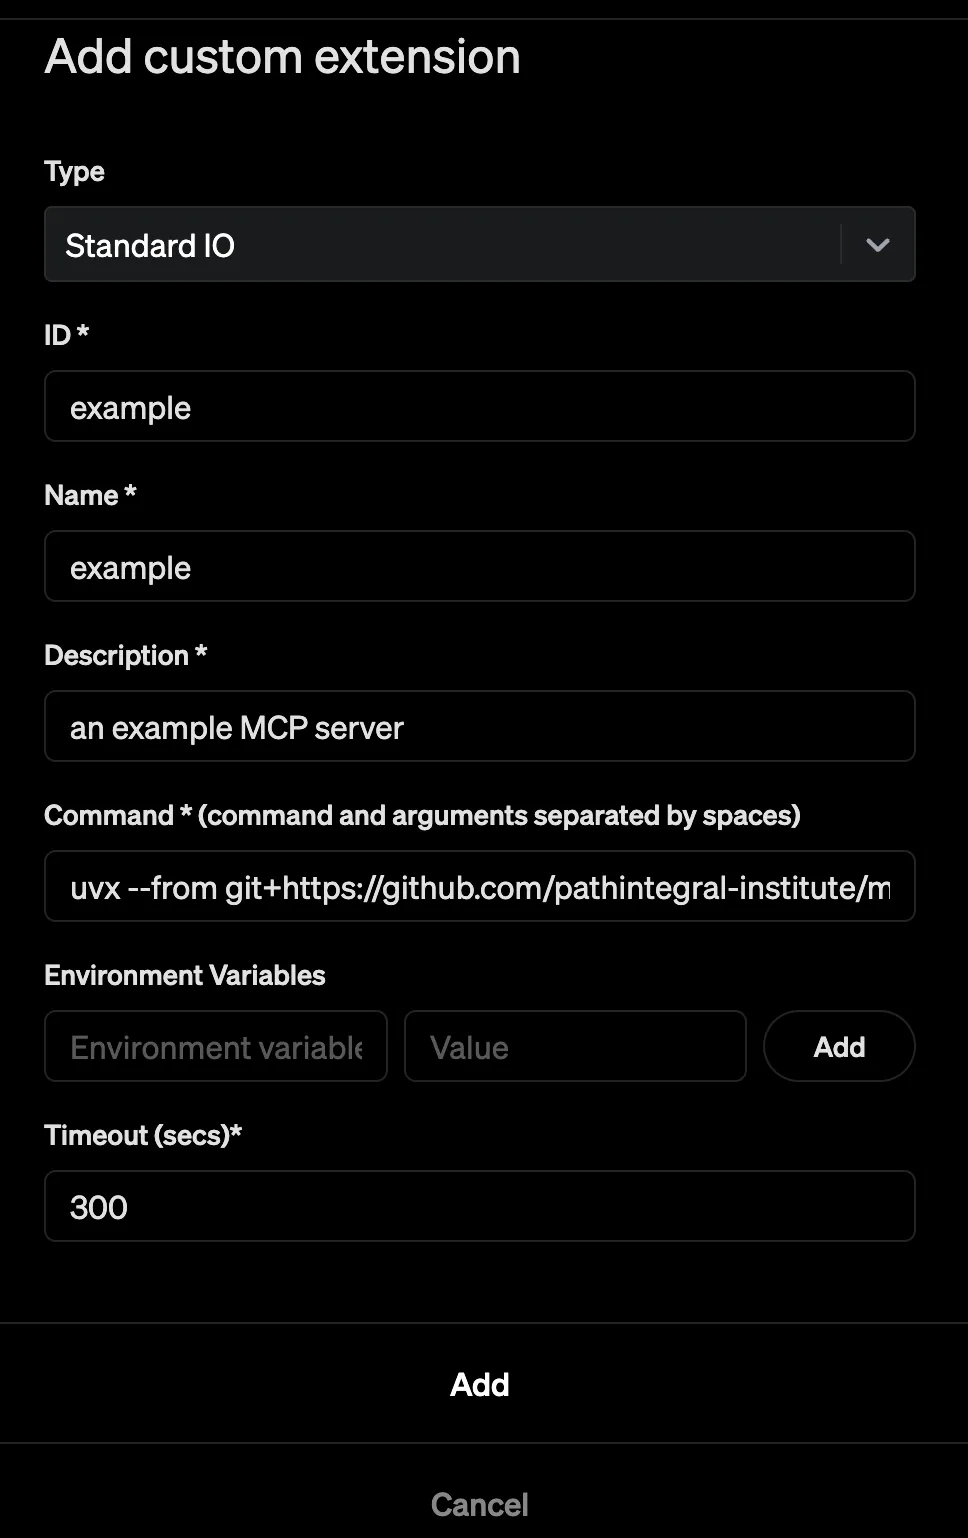 Add custom extension
Type
Standard IO
ID *
example
Name *
example
Description *
an example MCP server
Command * (command and arguments separated by spaces)
uvx --from git+https://github.com/pathintegral-institute/m
Environment Variables
Environment variable Value Add
Timeout (secs)*
300
Add
Cancel